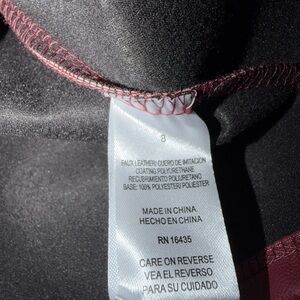 8
FAUX LEATHER/ CUERO DE IMITACION
COATING POLYURETHANE
RECUBRIMIENTO POLIURETANO
BASE: 100% POLYESTER/ POLIESTER
MADE IN CHINA
HECHO EN CHINA
RN 16435
CARE ON REVERSE
VEA EL REVERSO
PARA SU CUIDADO